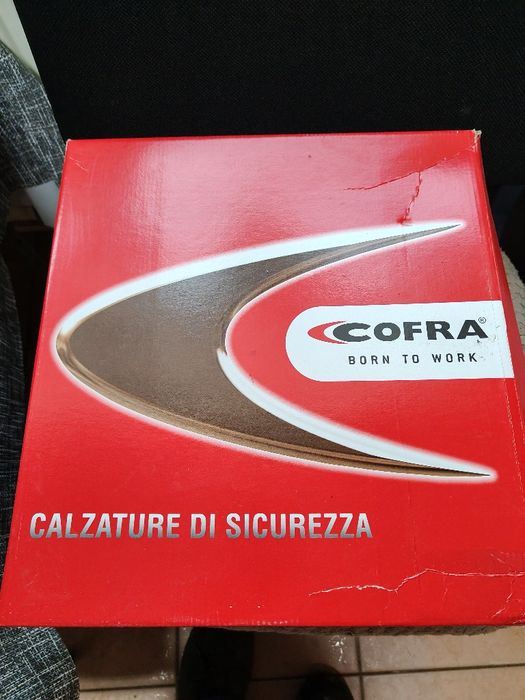 COFRA®
BORN TO WORK
CALZATURE DI SICUREZZA